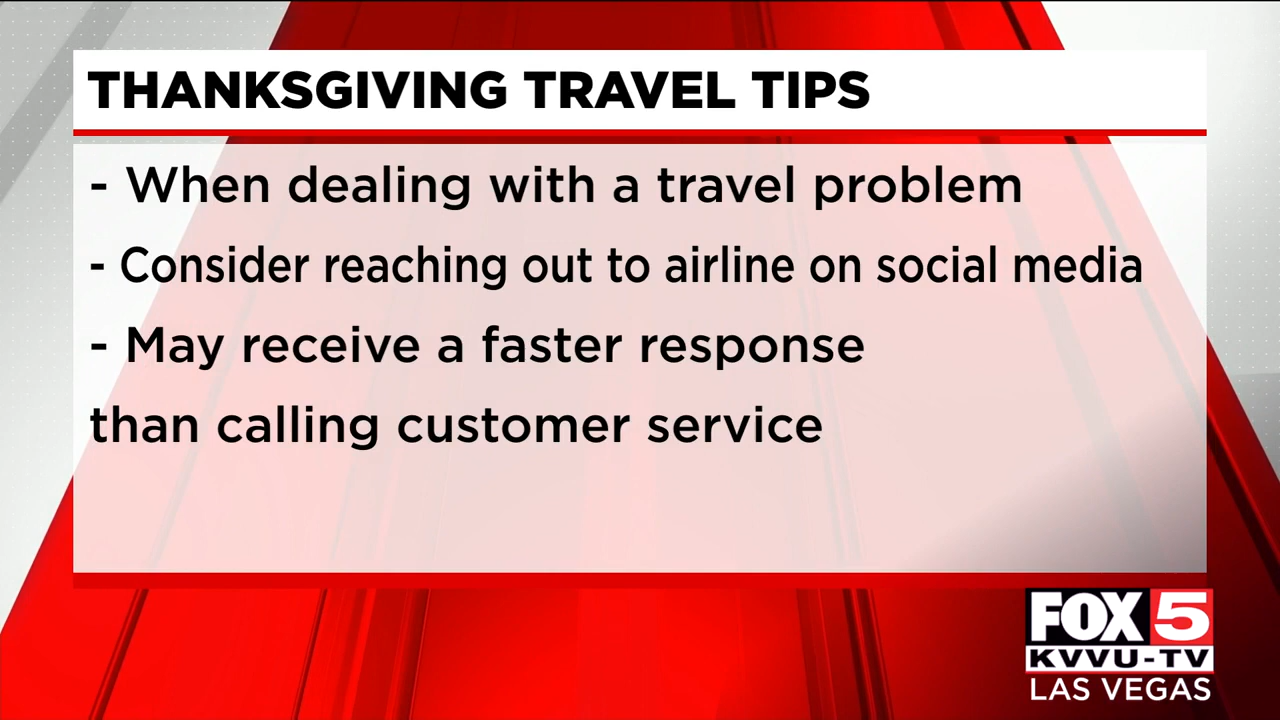 THANKSGIVING TRAVEL TIPS
- When dealing with a travel problem
- Consider reaching out to airline on social media
- May receive a faster response
than calling customer service
FOX 5
KVVU-TV
LAS VEGAS